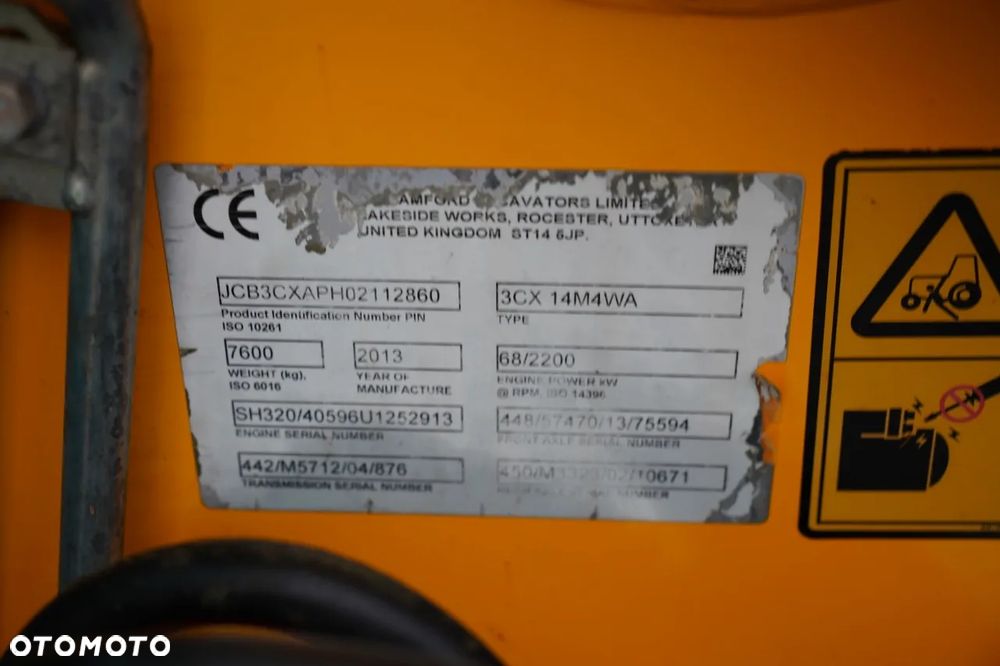 CE
AVATORS LIMITE
LAKESIDE WORKS, ROCESTER, UTTOXE
UNITED KINGDOM ST14 5JP.
JCB3CXAPH02112860
3CX 14M4WA
Product Identification Number PIN
ISO 10261
TYPE
7600
2013
68/2200
WEIGHT (kg),
ISO 6016
YEAR OF
MANUFACTURE
ENGINE POWER kW
@ RPM, ISO 14396
SH320/40596U1252913
448/57470/13/75594
ENGINE SERIAL NUMBER
FRONT AXLE SERIAL NUMBER
442/M5712/04/876
TRANSMISSION SERIAL NUMBER
NUMBER
OTOMOTO